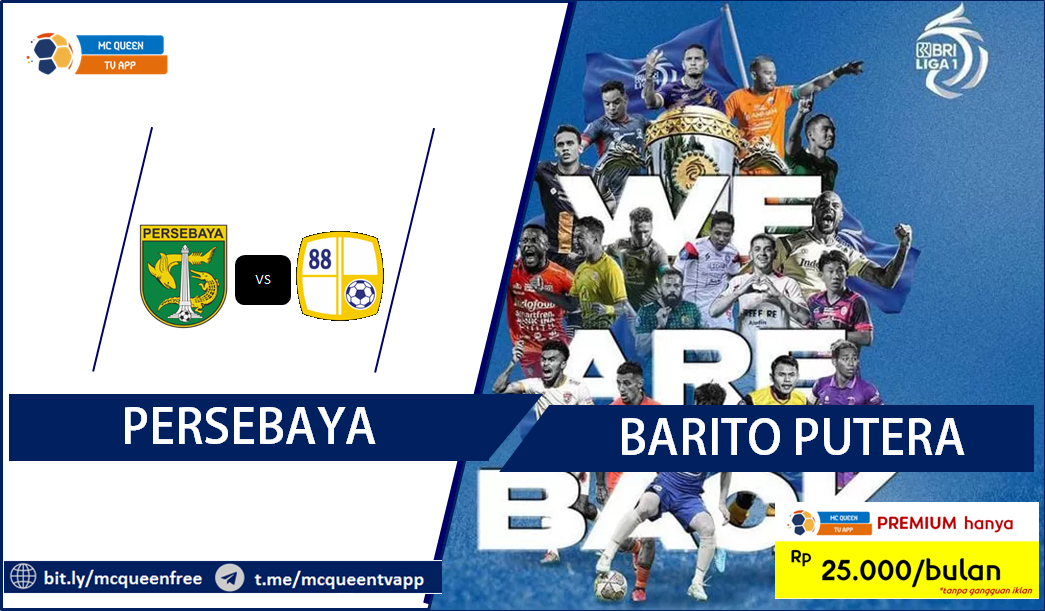 MC QUEEN
TV APP
BRI
LIGA 1
PERSEBAYA
VS
88
WE
ARE
BACK
PERSEBAYA
BARITO PUTERA
MC QUEEN
TV APP
PREMIUM hanya
Rp 25.000/bulan
*tanpa gangguan iklan
bit.ly/mcqueenfree
t.me/mcqueentvapp